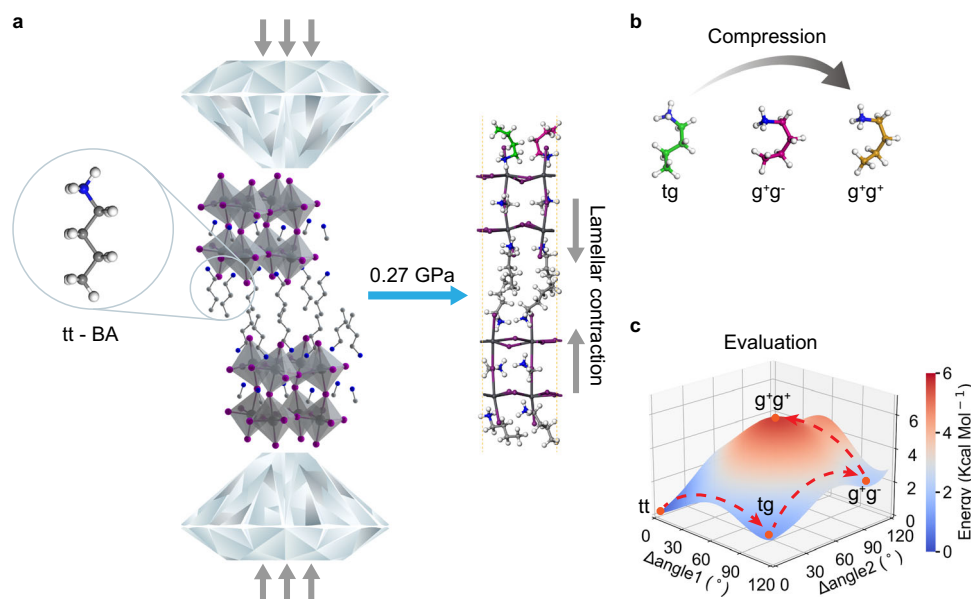 a
tt - BA
0.27 GPa
Lamellar contraction
b
Compression
tg
g⁺g⁻
g⁺g⁺
c
Evaluation
g⁺g⁺
tt
tg
g⁺g⁻
0
30
60
90
120
Δangle1 (°)
0
30
60
90
120
Δangle2 (°)
6
4
2
0
6
4
2
0
Energy (Kcal Mol⁻¹)